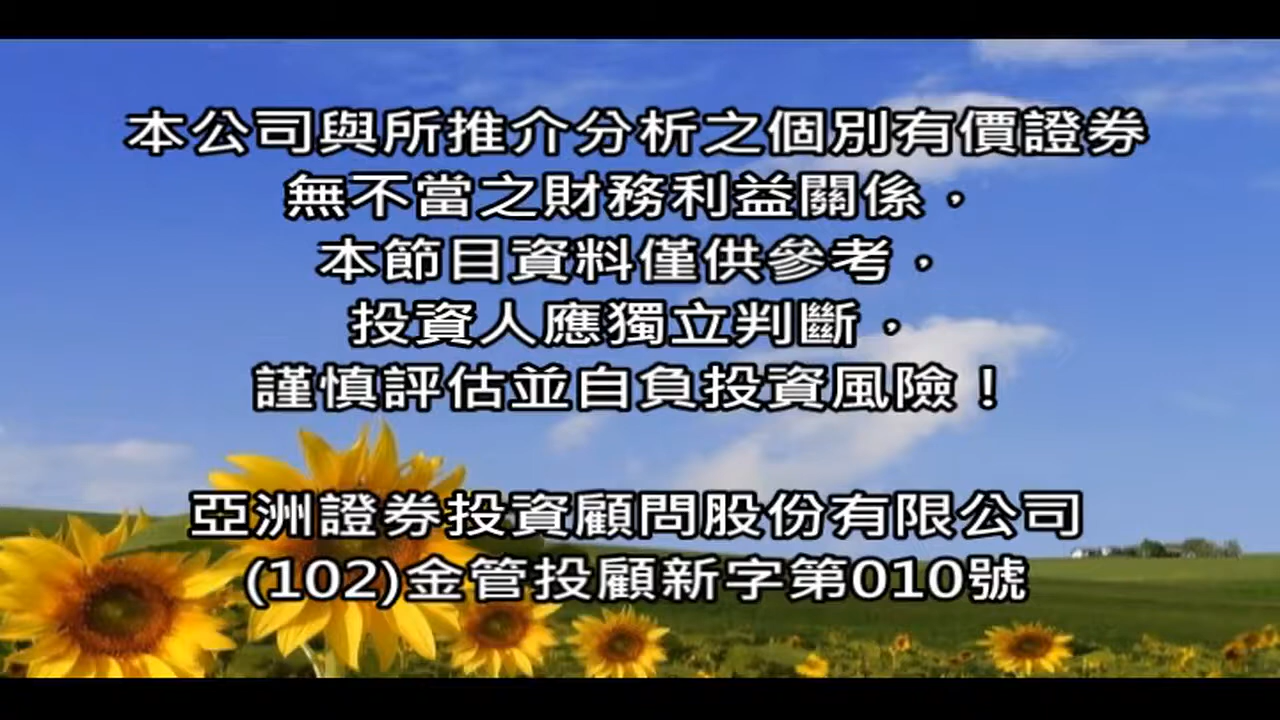 本公司與所推介分析之個別有價證券
無不當之財務利益關係，
本節目資料僅供參考，
投資人應獨立判斷，
謹慎評估並自負投資風險！
亞洲證券投資顧問股份有限公司
(102)金管投顧新字第010號